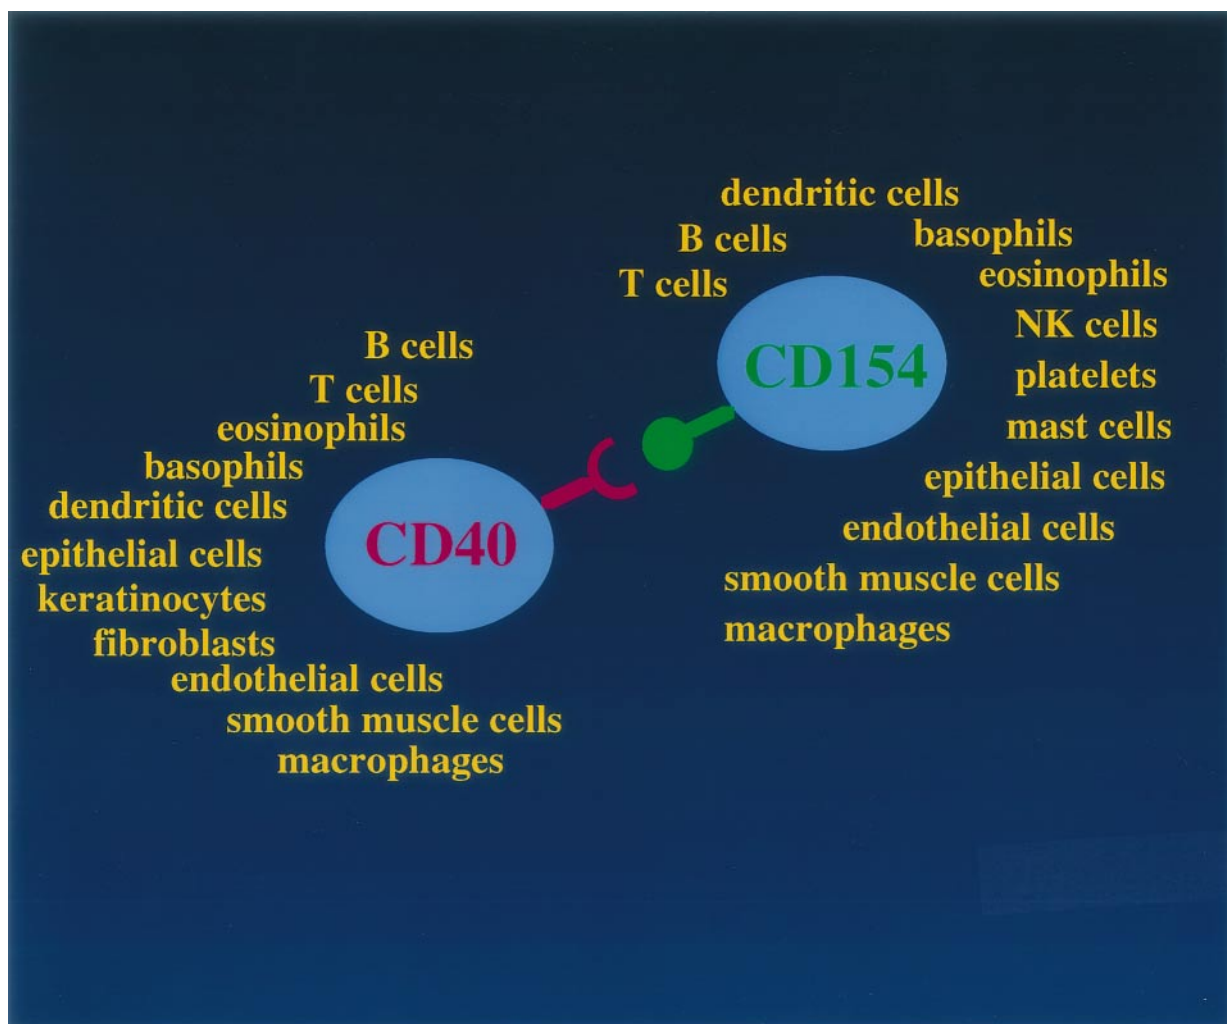 dendritic cells
B cells
basophils
T cells
eosinophils
NK cells
CD154
platelets
mast cells
epithelial cells
endothelial cells
smooth muscle cells
macrophages
B cells
T cells
eosinophils
basophils
dendritic cells
CD40
epithelial cells
keratinocytes
fibroblasts
endothelial cells
smooth muscle cells
macrophages